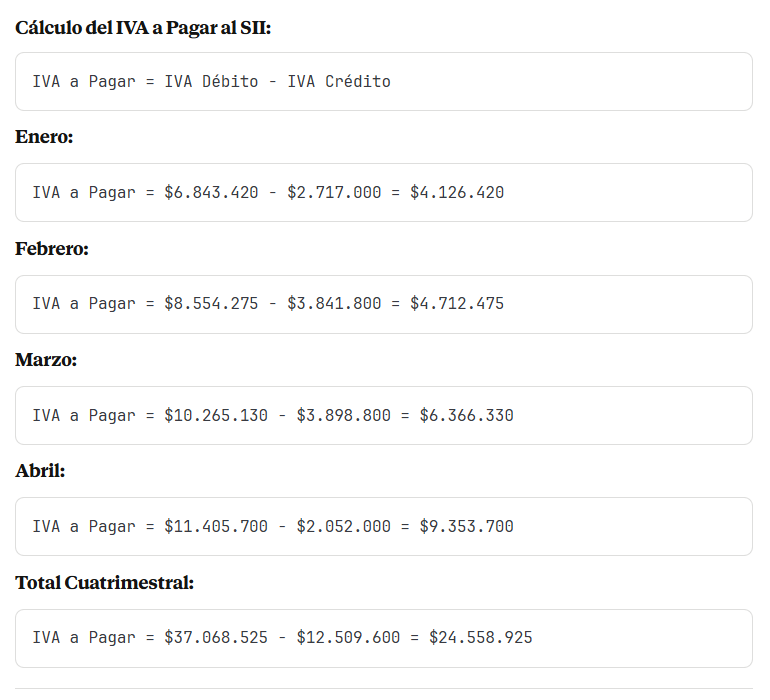 Cálculo del IVA a Pagar al SII:
IVA a Pagar = IVA Débito - IVA Crédito
Enero:
IVA a Pagar = $6.843.420 - $2.717.000 = $4.126.420
Febrero:
IVA a Pagar = $8.554.275 - $3.841.800 = $4.712.475
Marzo:
IVA a Pagar = $10.265.130 - $3.898.800 = $6.366.330
Abril:
IVA a Pagar = $11.405.700 - $2.052.000 = $9.353.700
Total Cuatrimestral:
IVA a Pagar = $37.068.525 - $12.509.600 = $24.558.925